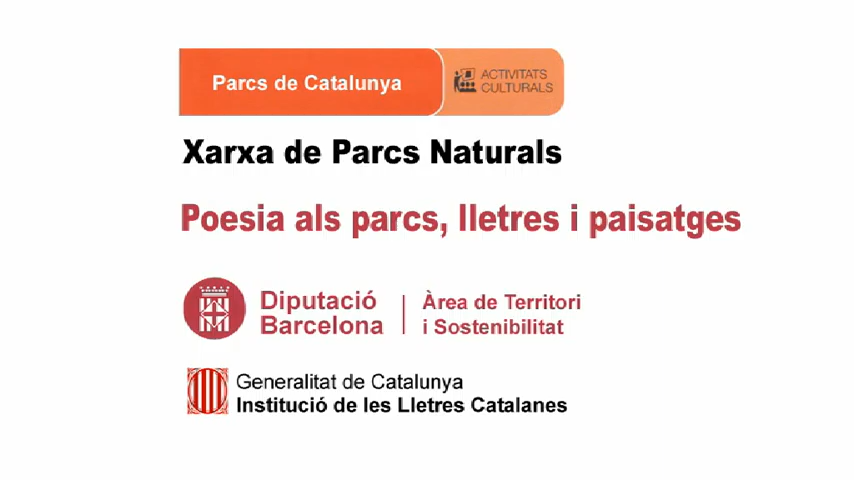 Parcs de Catalunya
ACTIVITATS
CULTURALS
Xarxa de Parcs Naturals
Poesia als parcs, lletres i paisatges
Diputació
Barcelona
Àrea de Territori
i Sostenibilitat
Generalitat de Catalunya
Institució de les Lletres Catalanes